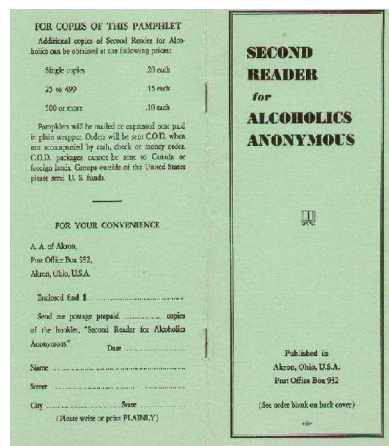 FOR COPIES OF THIS PAMPHLET
Additional copies of Second Reader for Alco-
holics can be obtained at the following prices:
Single copies .20 each
25 to 499 .15 each
500 or more .10 each
Pamphlets will be mailed or expressed post paid
in plain wrapper. Orders will be sent C.O.D. when
not accompanied by cash, check or money order.
C.O.D. packages cannot be sent to Canada or
foreign lands. Groups outside of the United States
please send U. S. funds.
FOR YOUR CONVENIENCE
A. A. of Akron,
Post Office Box 932,
Akron, Ohio, U.S.A.
Enclosed find $
Send me postage prepaid copies
of the booklet, "Second Reader for Alcoholics
Anonymous."
Date
Name
Street
City State
(Please write or print PLAINLY)
SECOND
READER
for
ALCOHOLICS
ANONYMOUS
Published in
Akron, Ohio, U.S.A.
Post Office Box 932
(See order blank on back cover)